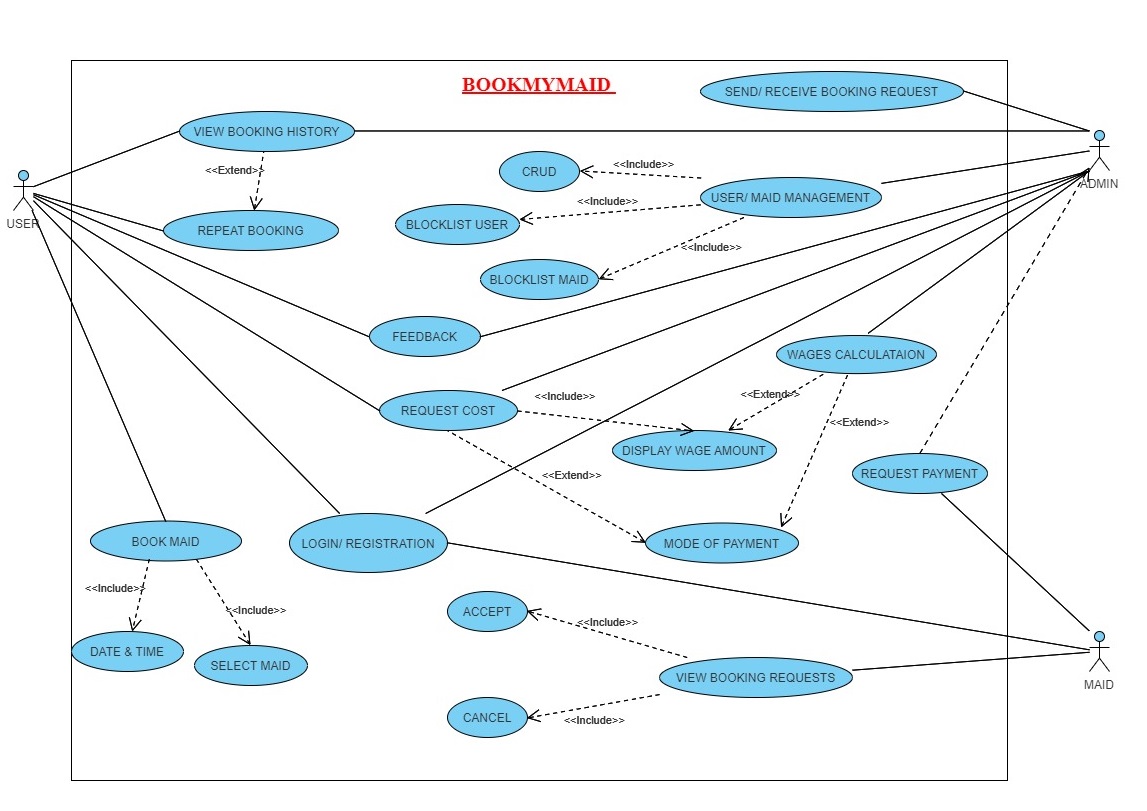 BOOKMYMAID
SEND/ RECEIVE BOOKING REQUEST
VIEW BOOKING HISTORY
<<Extend>>
REPEAT BOOKING
USER
ADMIN
CRUD
<<Include>>
USER/ MAID MANAGEMENT
<<Include>>
BLOCKLIST USER
<<Include>>
BLOCKLIST MAID
FEEDBACK
WAGES CALCULATAION
REQUEST COST
<<Include>>
<<Extend>>
<<Extend>>
DISPLAY WAGE AMOUNT
<<Extend>>
REQUEST PAYMENT
BOOK MAID
LOGIN/ REGISTRATION
MODE OF PAYMENT
<<Include>>
<<Include>>
DATE & TIME
SELECT MAID
ACCEPT
<<Include>>
VIEW BOOKING REQUESTS
CANCEL
<<Include>>
MAID